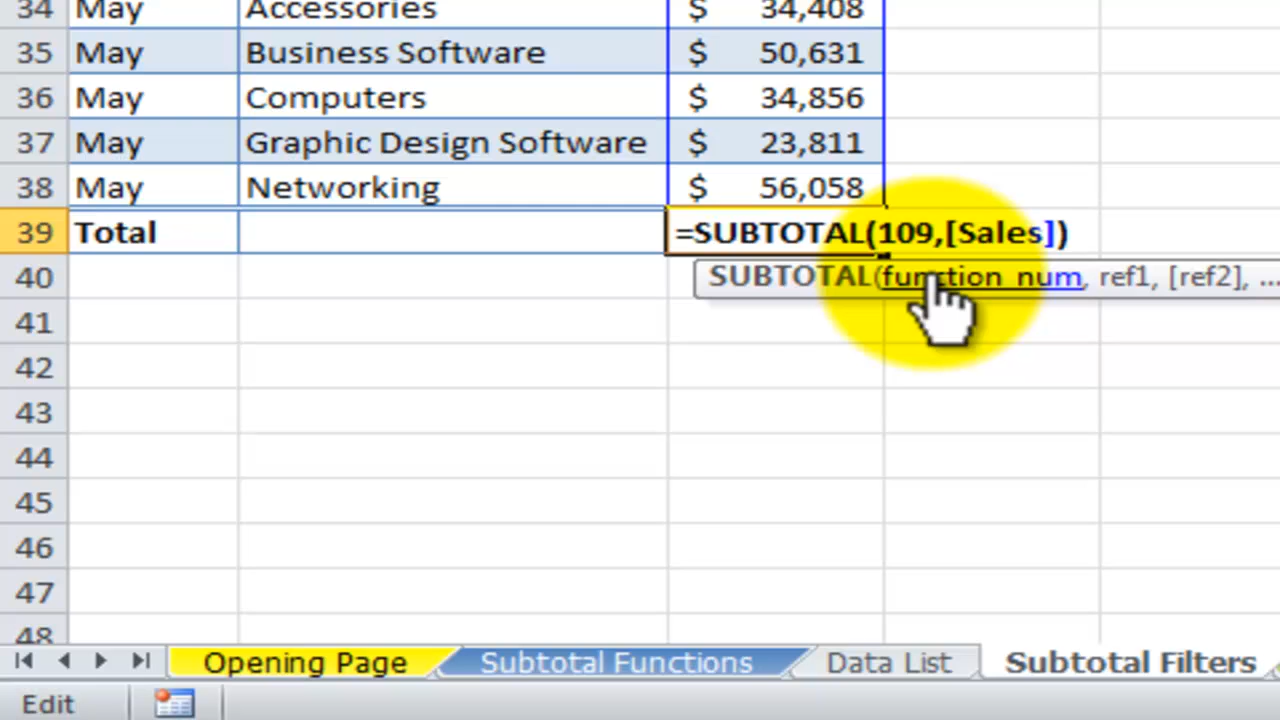 34 May Accessories $ 34,408
35 May Business Software $ 50,631
36 May Computers $ 34,856
37 May Graphic Design Software $ 23,811
38 May Networking $ 56,058
39 Total =SUBTOTAL(109,[Sales])
40 SUBTOTAL(function_num, ref1, [ref2], ...
41
42
43
44
45
46
47
48
Opening Page Subtotal Functions Data List Subtotal Filters
Edit